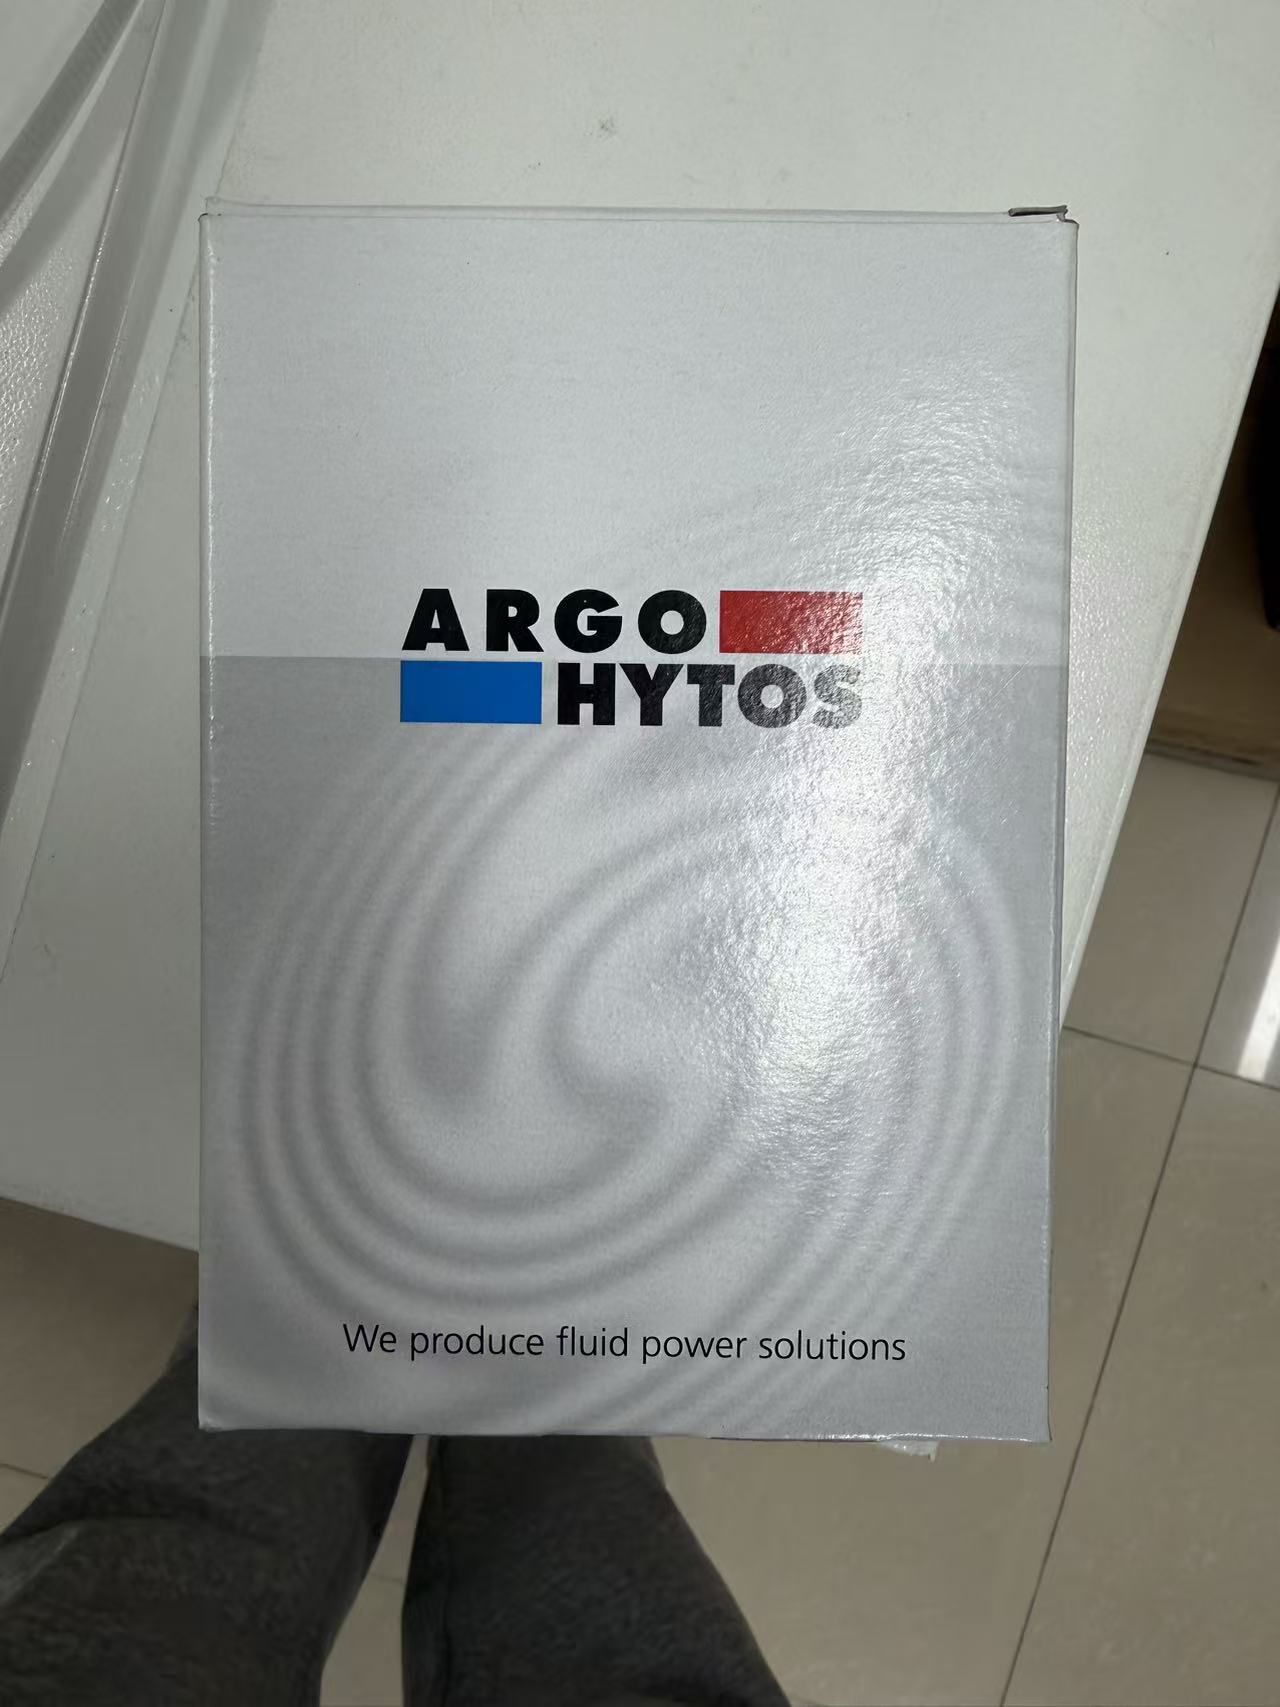 ARGO
HYTOS
We produce fluid power solutions